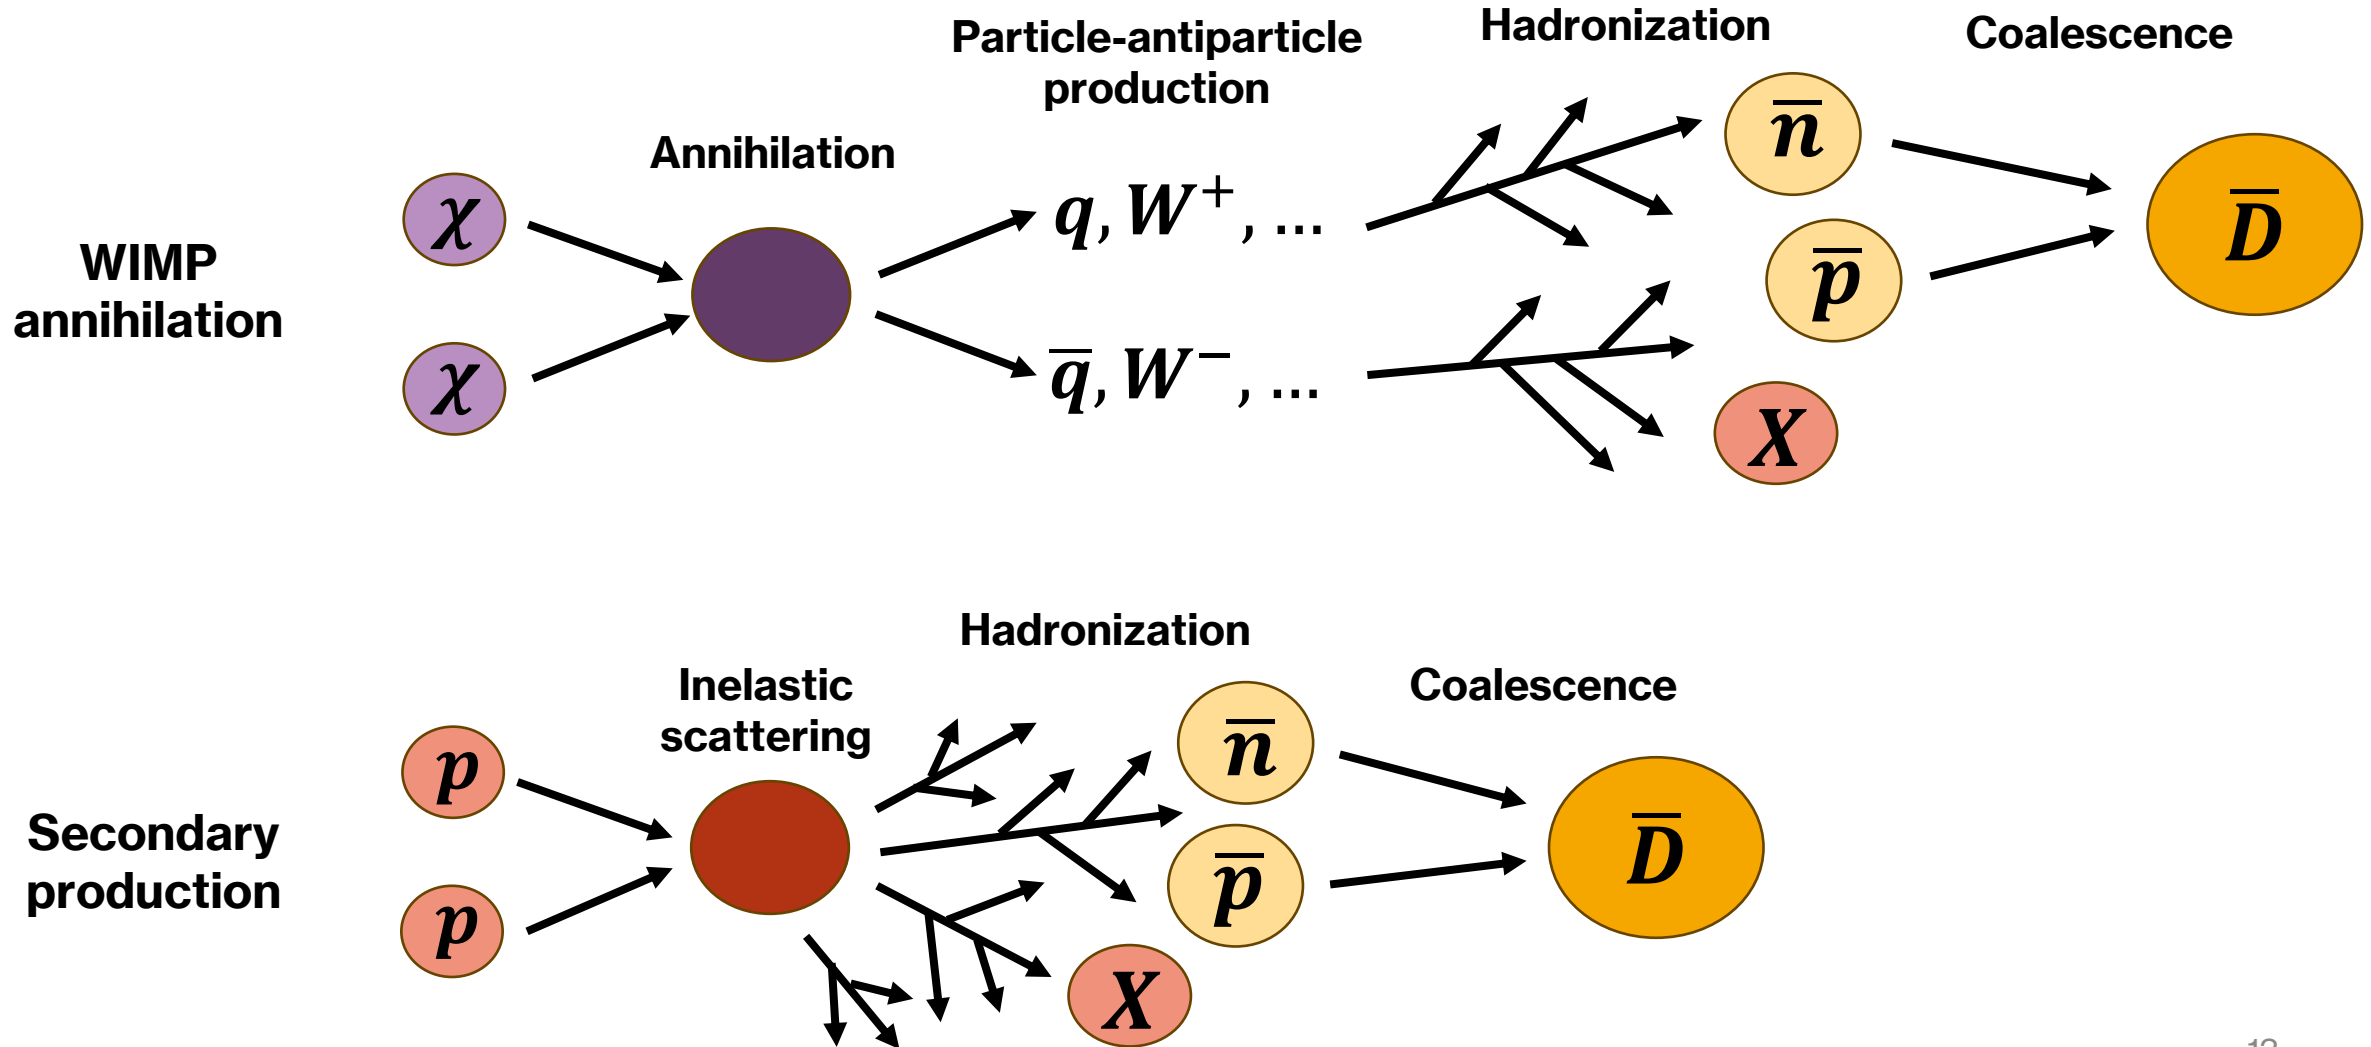 Particle-antiparticle
production
Hadronization
Coalescence
Annihilation
WIMP
annihilation
χ
χ
q, W⁺, ...
q̅, W⁻, ...
n̅
p̅
X
D̅
Hadronization
Inelastic
scattering
Coalescence
Secondary
production
p
p
n̅
p̅
X
D̅